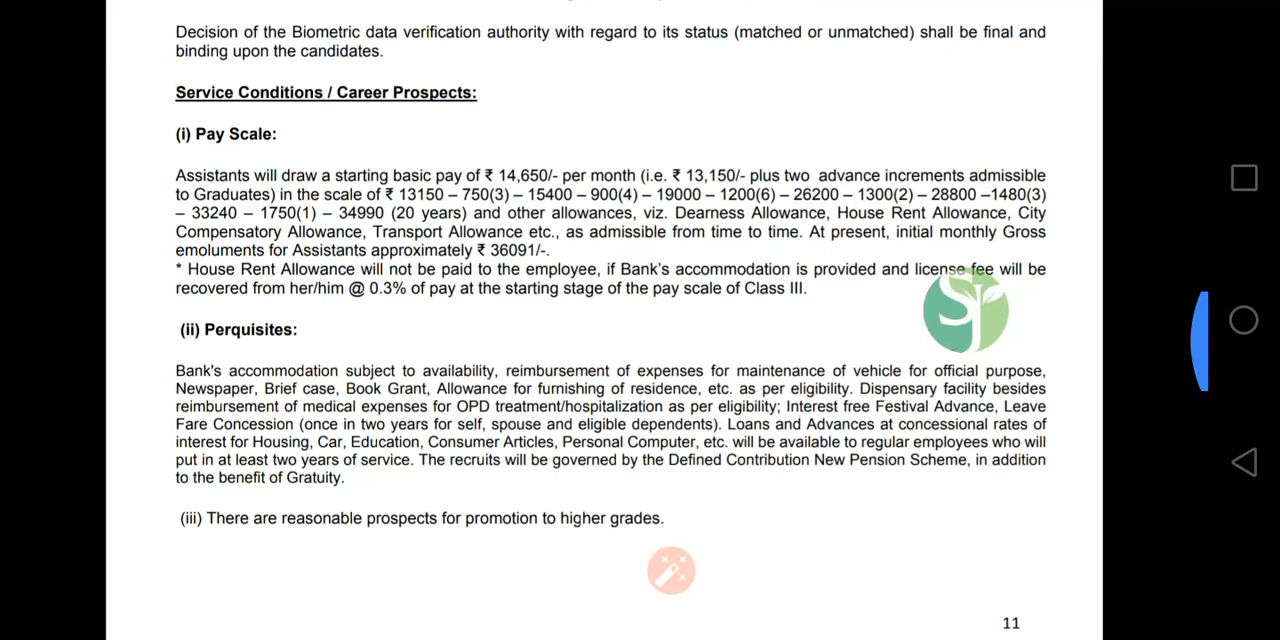 Decision of the Biometric data verification authority with regard to its status (matched or unmatched) shall be final and
binding upon the candidates.
Service Conditions / Career Prospects:
(i) Pay Scale:
Assistants will draw a starting basic pay of ₹ 14,650/- per month (i.e. ₹ 13,150/- plus two advance increments admissible
to Graduates) in the scale of ₹ 13150 – 750(3) – 15400 – 900(4) – 19000 – 1200(6) – 26200 – 1300(2) – 28800 –1480(3)
– 33240 – 1750(1) – 34990 (20 years) and other allowances, viz. Dearness Allowance, House Rent Allowance, City
Compensatory Allowance, Transport Allowance etc., as admissible from time to time. At present, initial monthly Gross
emoluments for Assistants approximately ₹ 36091/-.
* House Rent Allowance will not be paid to the employee, if Bank's accommodation is provided and license fee will be
recovered from her/him @ 0.3% of pay at the starting stage of the pay scale of Class III.
(ii) Perquisites:
Bank's accommodation subject to availability, reimbursement of expenses for maintenance of vehicle for official purpose,
Newspaper, Brief case, Book Grant, Allowance for furnishing of residence, etc. as per eligibility. Dispensary facility besides
reimbursement of medical expenses for OPD treatment/hospitalization as per eligibility; Interest free Festival Advance, Leave
Fare Concession (once in two years for self, spouse and eligible dependents). Loans and Advances at concessional rates of
interest for Housing, Car, Education, Consumer Articles, Personal Computer, etc. will be available to regular employees who will
put in at least two years of service. The recruits will be governed by the Defined Contribution New Pension Scheme, in addition
to the benefit of Gratuity.
(iii) There are reasonable prospects for promotion to higher grades.
11